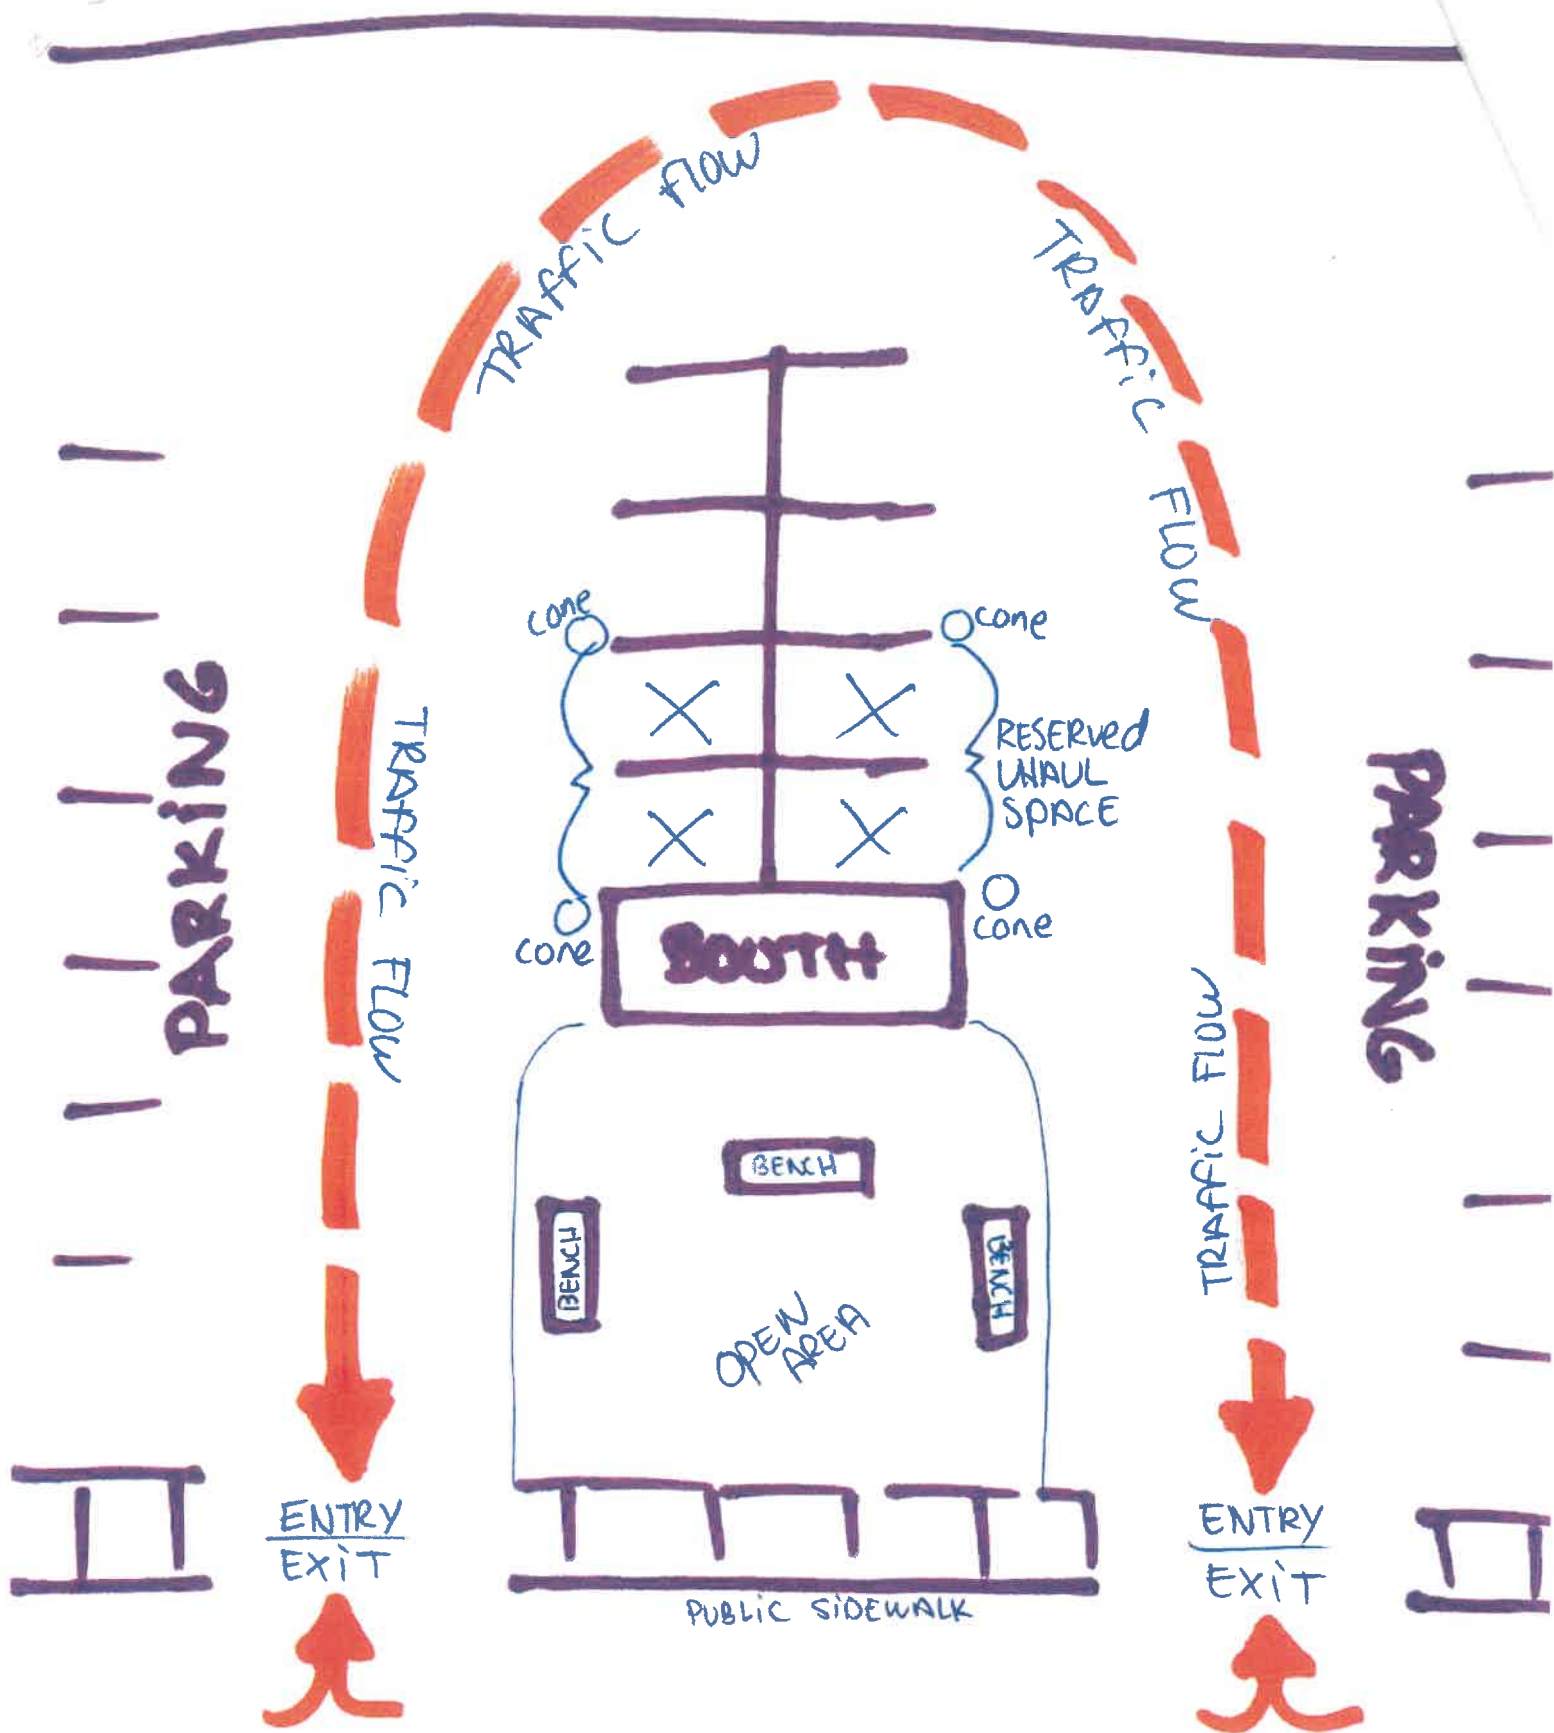 TRAffiC flow
TRAffiC FLOW
cone
cone
RESERVed
UHAUL
SPACE
PARKiNG
TRAffiC FLOW
PARKiNG
cone
cone
SOUTH
TRAFFiC FLOW
BENCH
BENCH
BENCH
OPEN
AREA
ENTRY
EXiT
ENTRY
EXiT
PUBLiC SiDEWALK